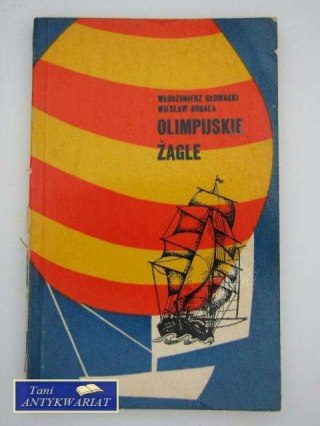 WŁODZIMIERZ GŁOWACKI
WIESŁAW ROGALA
OLIMPIJSKIE
ŻAGLE
Tani
ANTYKWARIAT